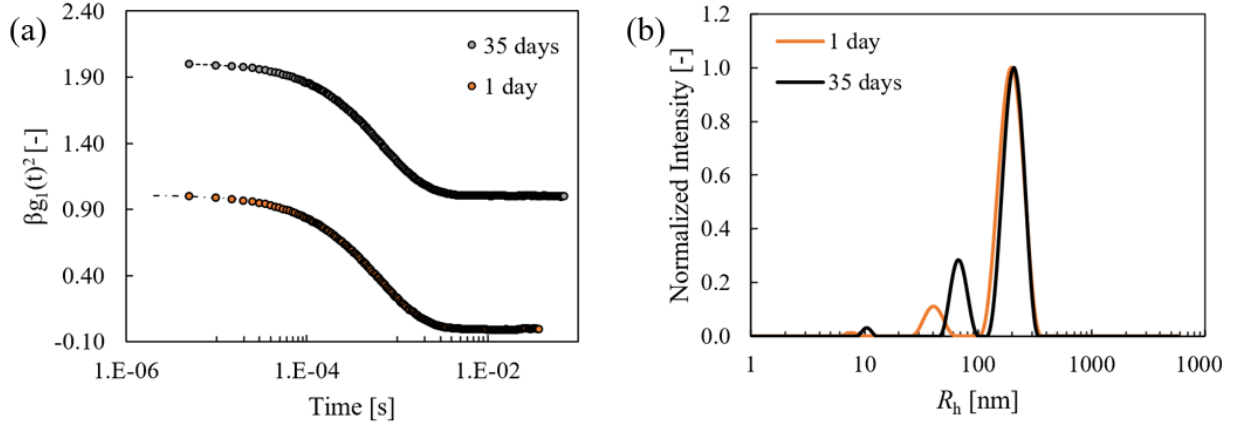 (a)
2.40
1.90
1.40
0.90
0.40
-0.10
βg₁(t)² [-]
35 days
1 day
1.E-06
1.E-04
1.E-02
Time [s]
(b)
1.2
1.0
0.8
0.6
0.4
0.2
0.0
Normalized Intensity [-]
1 day
35 days
1
10
100
1000
1000
Rₕ [nm]